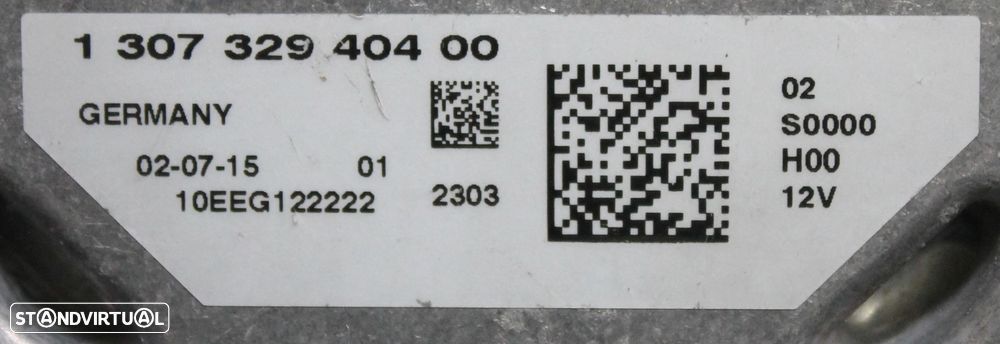 1 307 329 404 00
GERMANY
02-07-15 01
10EEG122222
2303
02
S0000
H00
12V
STANDVIRTUAL